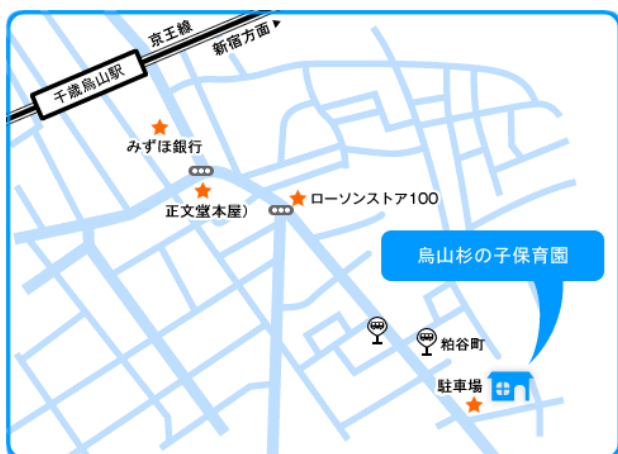 京王線
新宿方面▶
千歳烏山駅
みずほ銀行
正文堂本屋）
ローソンストア100
烏山杉の子保育園
粕谷町
駐車場